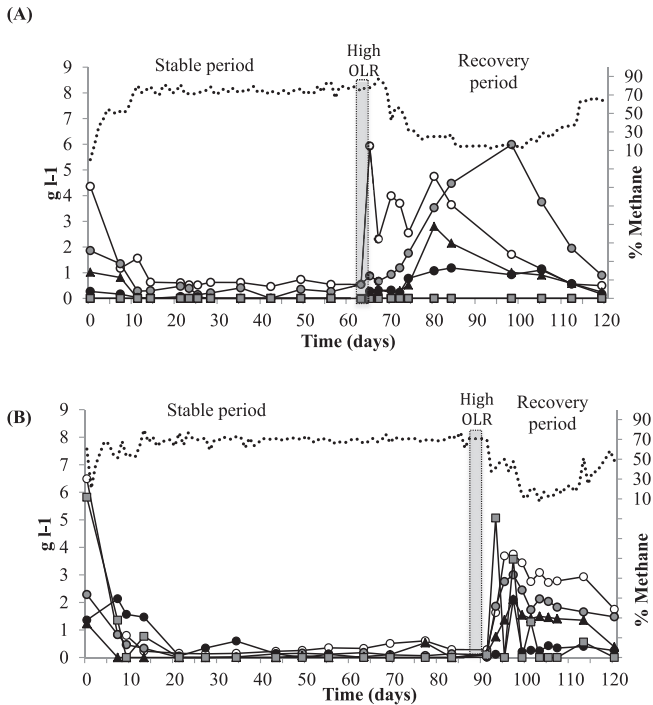 (A)
High
OLR
Stable period
Recovery
period
9
8
7
6
5
4
3
2
1
0
g l-1
90
70
50
30
10
% Methane
0 10 20 30 40 50 60 70 80 90 100 110 120
Time (days)
(B)
High
OLR
Stable period
Recovery
period
9
8
7
6
5
4
3
2
1
0
g l-1
90
70
50
30
10
% Methane
0 10 20 30 40 50 60 70 80 90 100 110 120
Time (days)